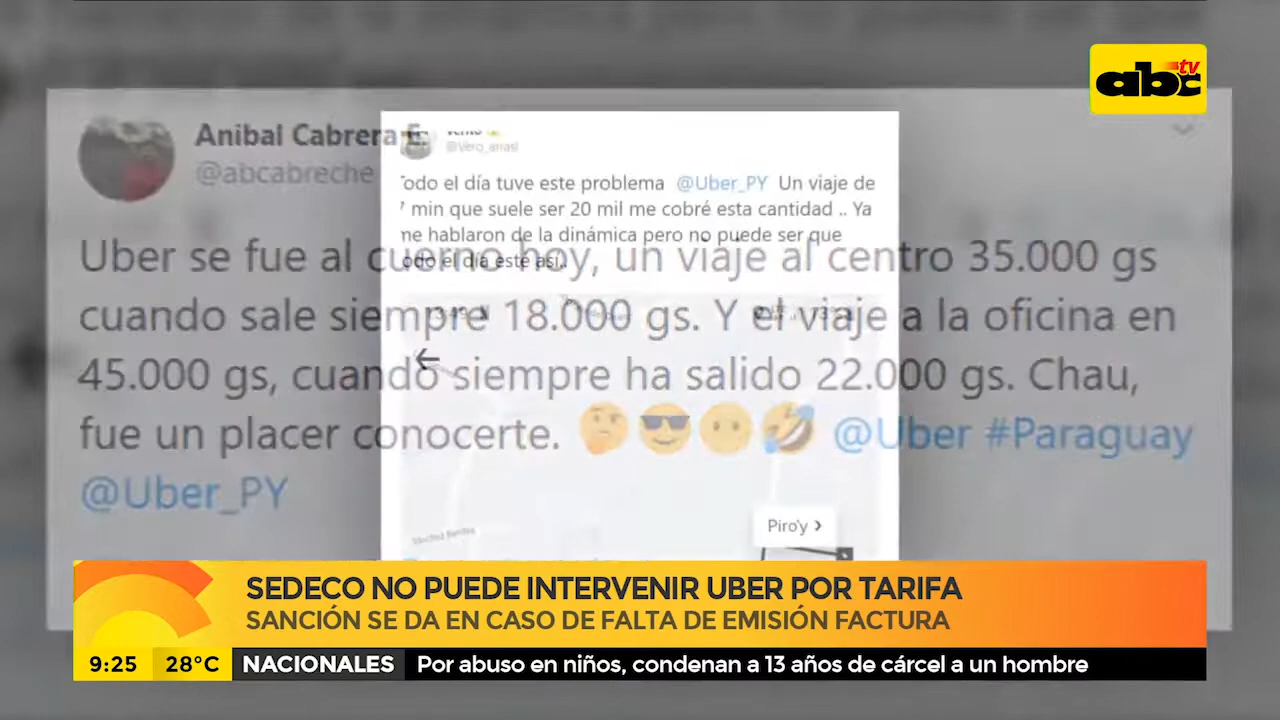 abc tv
Anibal Cabrera E.
@abcabreche
@Vero_arrasl
Todo el día tuve este problema @Uber_PY Un viaje de
7 min que suele ser 20 mil me cobré esta cantidad .. Ya
me hablaron de la dinámica pero no puede ser que
todo el día esté así..
Uber se fue al cuerno hoy, un viaje al centro 35.000 gs
cuando sale siempre 18.000 gs. Y el viaje a la oficina en
45.000 gs, cuando siempre ha salido 22.000 gs. Chau,
fue un placer conocerte. 🤔😎😶🤣 @Uber #Paraguay
@Uber_PY
Piro'y >
SEDECO NO PUEDE INTERVENIR UBER POR TARIFA
SANCIÓN SE DA EN CASO DE FALTA DE EMISIÓN FACTURA
9:25 28°C NACIONALES Por abuso en niños, condenan a 13 años de cárcel a un hombre